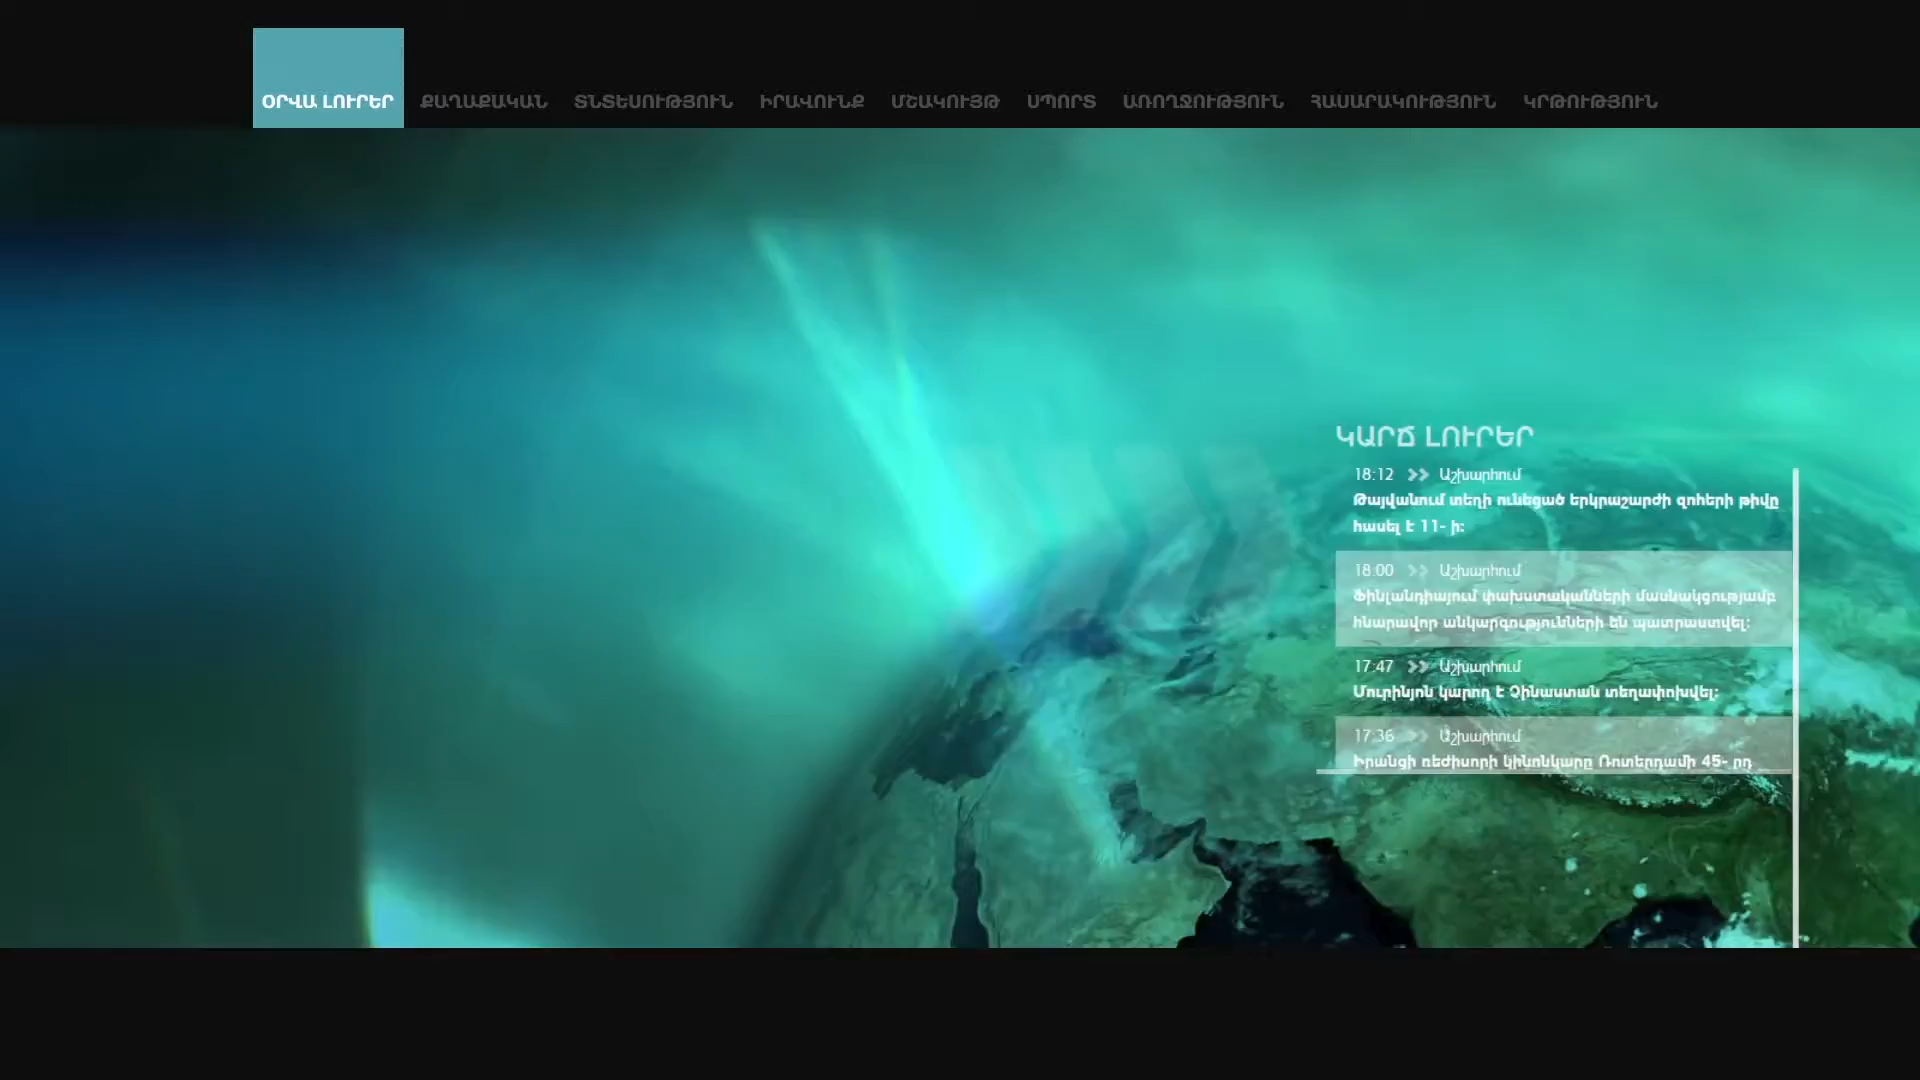 ՕՐՎԱ ԼՈՒՐԵՐ ՔԱՂԱՔԱԿԱՆ ՏՆՏԵՍՈՒԹՅՈՒՆ ԻՐԱՎՈՒՆՔ ՄՇԱԿՈՒՅԹ ՍՊՈՐՏ ԱՌՈՂՋՈՒԹՅՈՒՆ ՀԱՍԱՐԱԿՈՒԹՅՈՒՆ ԿՐԹՈՒԹՅՈՒՆ
ԿԱՐՃ ԼՈՒՐԵՐ
18:12 Աշխարհում
Թայվանում տեղի ունեցած երկրաշարժի զոհերի թիվը
հասել է 11- ի:
18:00 Աշխարհում
Ֆինլանդիայում փախստականների մասնակցությամբ
հնարավոր անկարգությունների են պատրաստվել:
17:47 Աշխարհում
Մուրինյոն կարող է Չինաստան տեղափոխվել:
17:36 Աշխարհում
Իրանցի ռեժիսորի կինոնկարը Ռոտերդամի 45- րդ